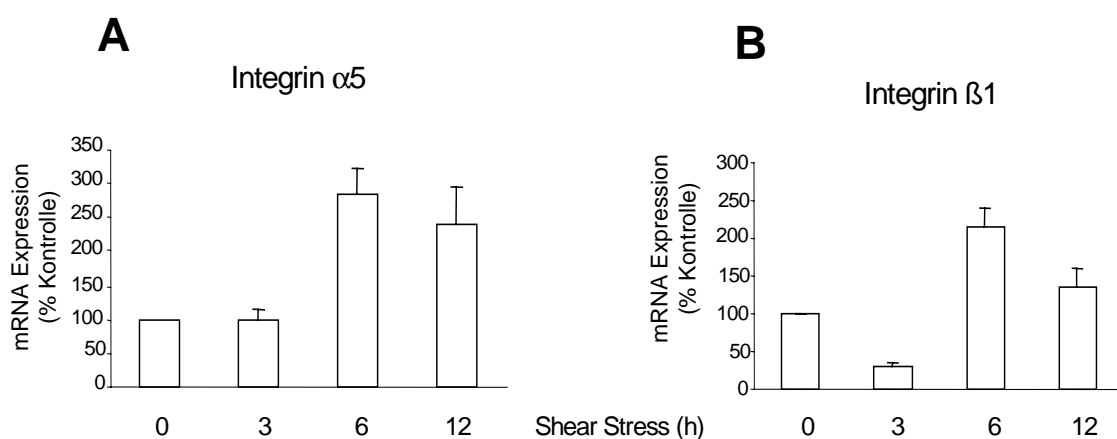 A
Integrin α5
mRNA Expression
(% Kontrolle)
350
300
250
200
150
100
50
0
0 3 6 12
Shear Stress (h)
B
Integrin ß1
mRNA Expression
(% Kontrolle)
300
250
200
150
100
50
0
0 3 6 12